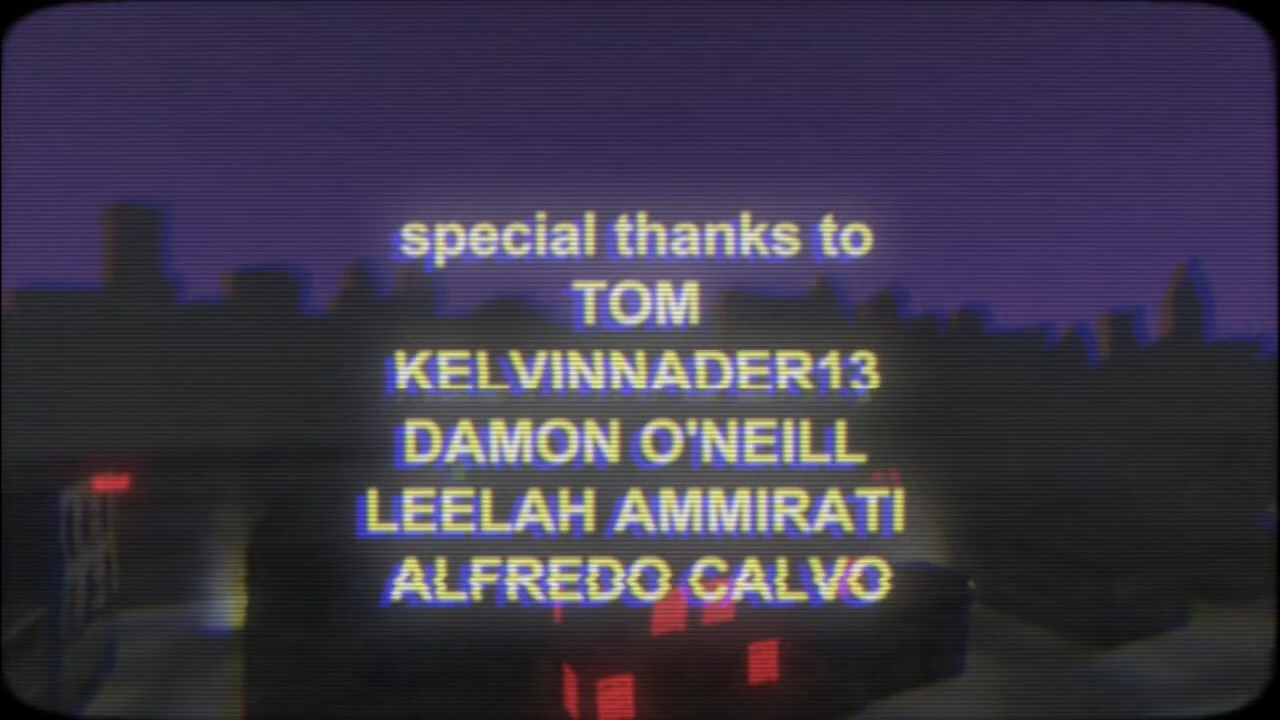 special thanks to
TOM
KELVINNADER13
DAMON O'NEILL
LEELAH AMMIRATI
ALFREDO CALVO